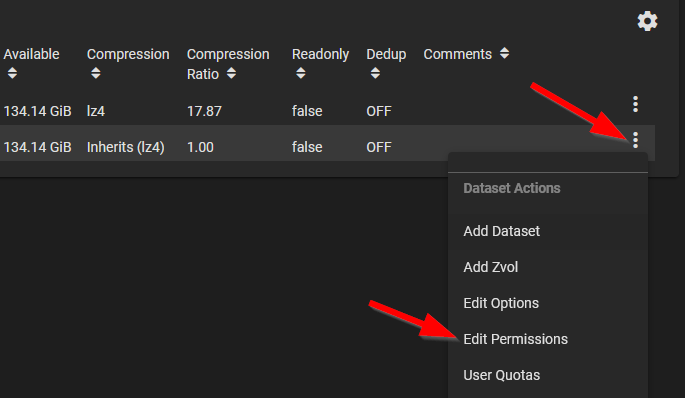 Available Compression Compression Ratio Readonly Dedup Comments
134.14 GiB lz4 17.87 false OFF
134.14 GiB Inherits (lz4) 1.00 false OFF
Dataset Actions
Add Dataset
Add Zvol
Edit Options
Edit Permissions
User Quotas